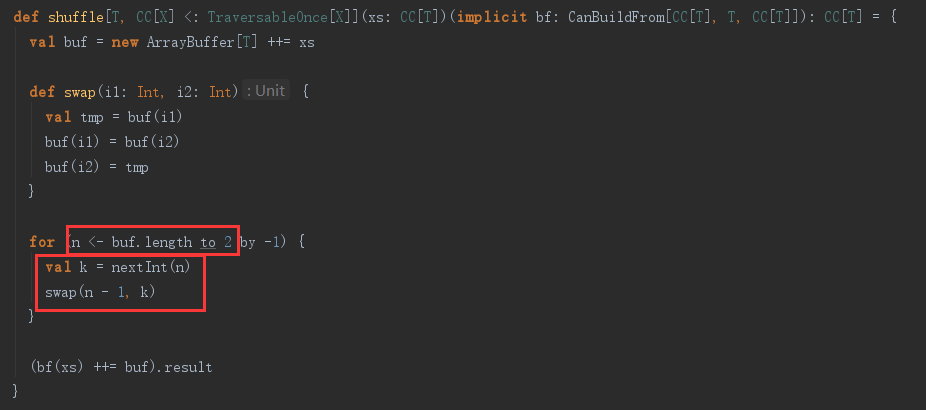 def shuffle[T, CC[X] <: TraversableOnce[X]](xs: CC[T])(implicit bf: CanBuildFrom[CC[T], T, CC[T]]): CC[T] = {
  val buf = new ArrayBuffer[T] ++= xs

  def swap(i1: Int, i2: Int) : Unit {
    val tmp = buf(i1)
    buf(i1) = buf(i2)
    buf(i2) = tmp
  }

  for (n <- buf.length to 2 by -1) {
    val k = nextInt(n)
    swap(n - 1, k)
  }

  (bf(xs) ++= buf).result
}